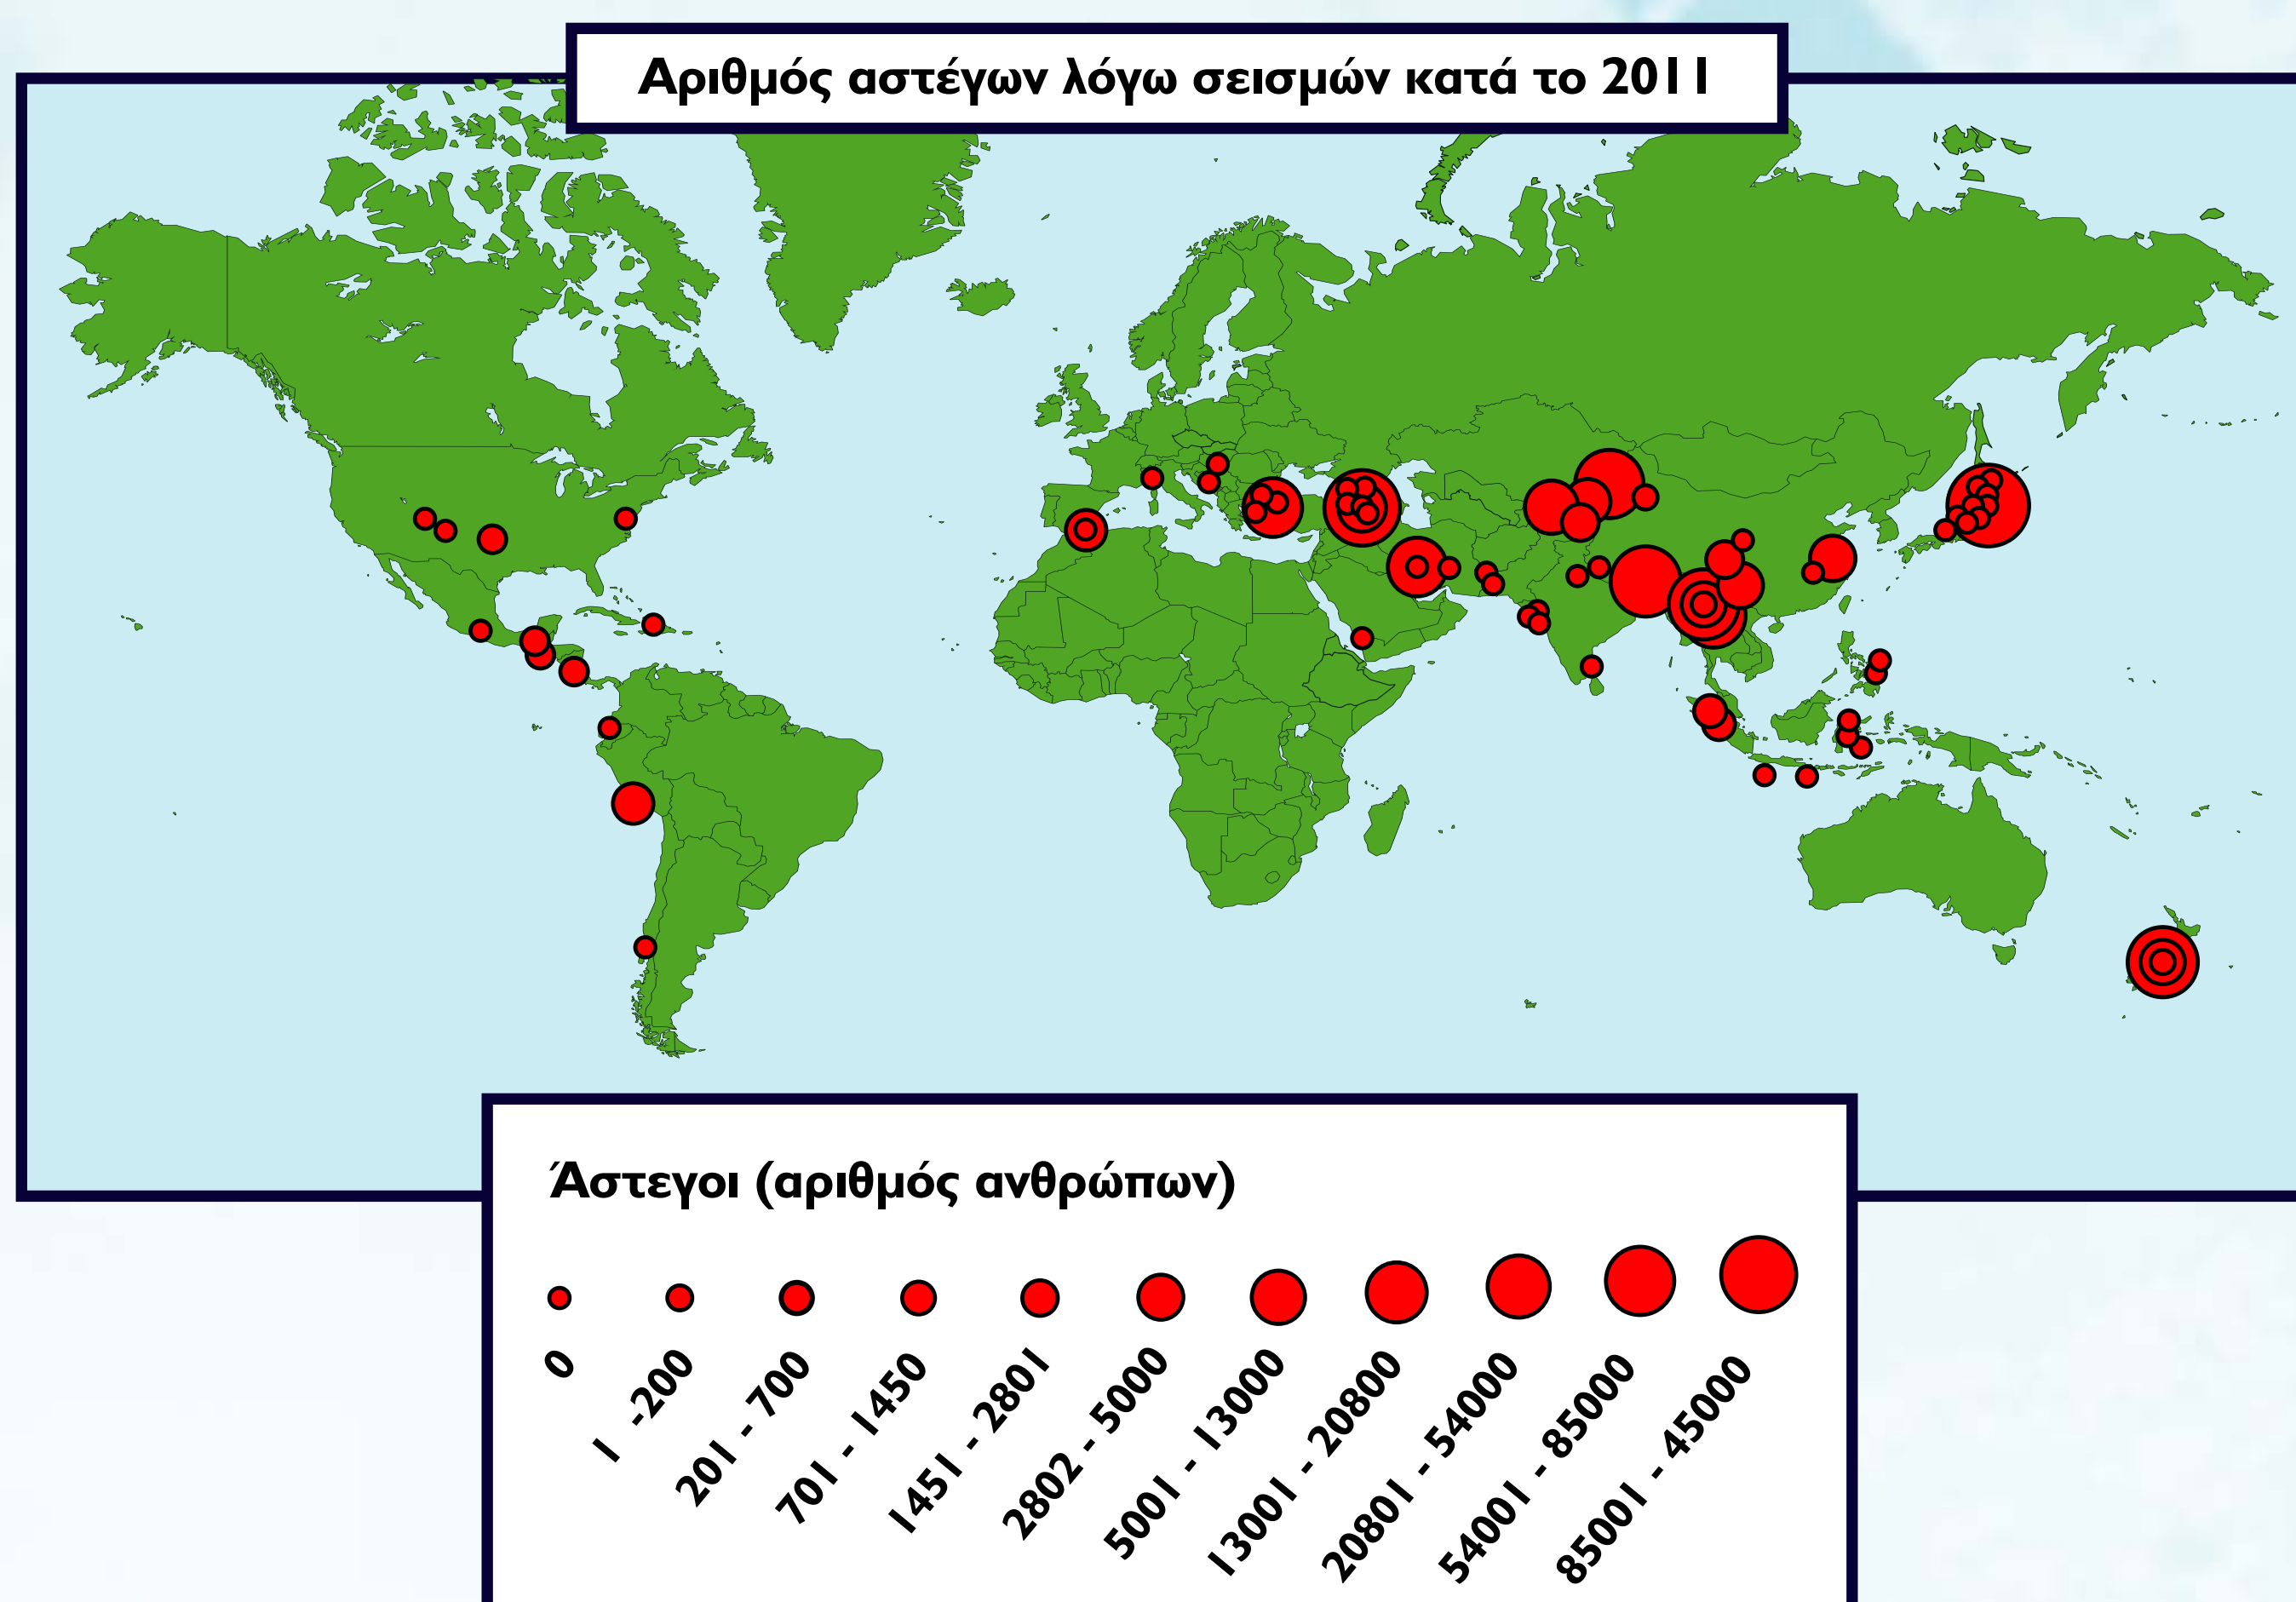 Αριθμός αστέγων λόγω σεισμών κατά το 2011
Άστεγοι (αριθμός ανθρώπων)
0
1 -200
201 - 700
701 - 1450
1451 - 2801
2802 - 5000
5001 - 13000
13001 - 20800
20801 - 54000
54001 - 85000
85001 - 45000